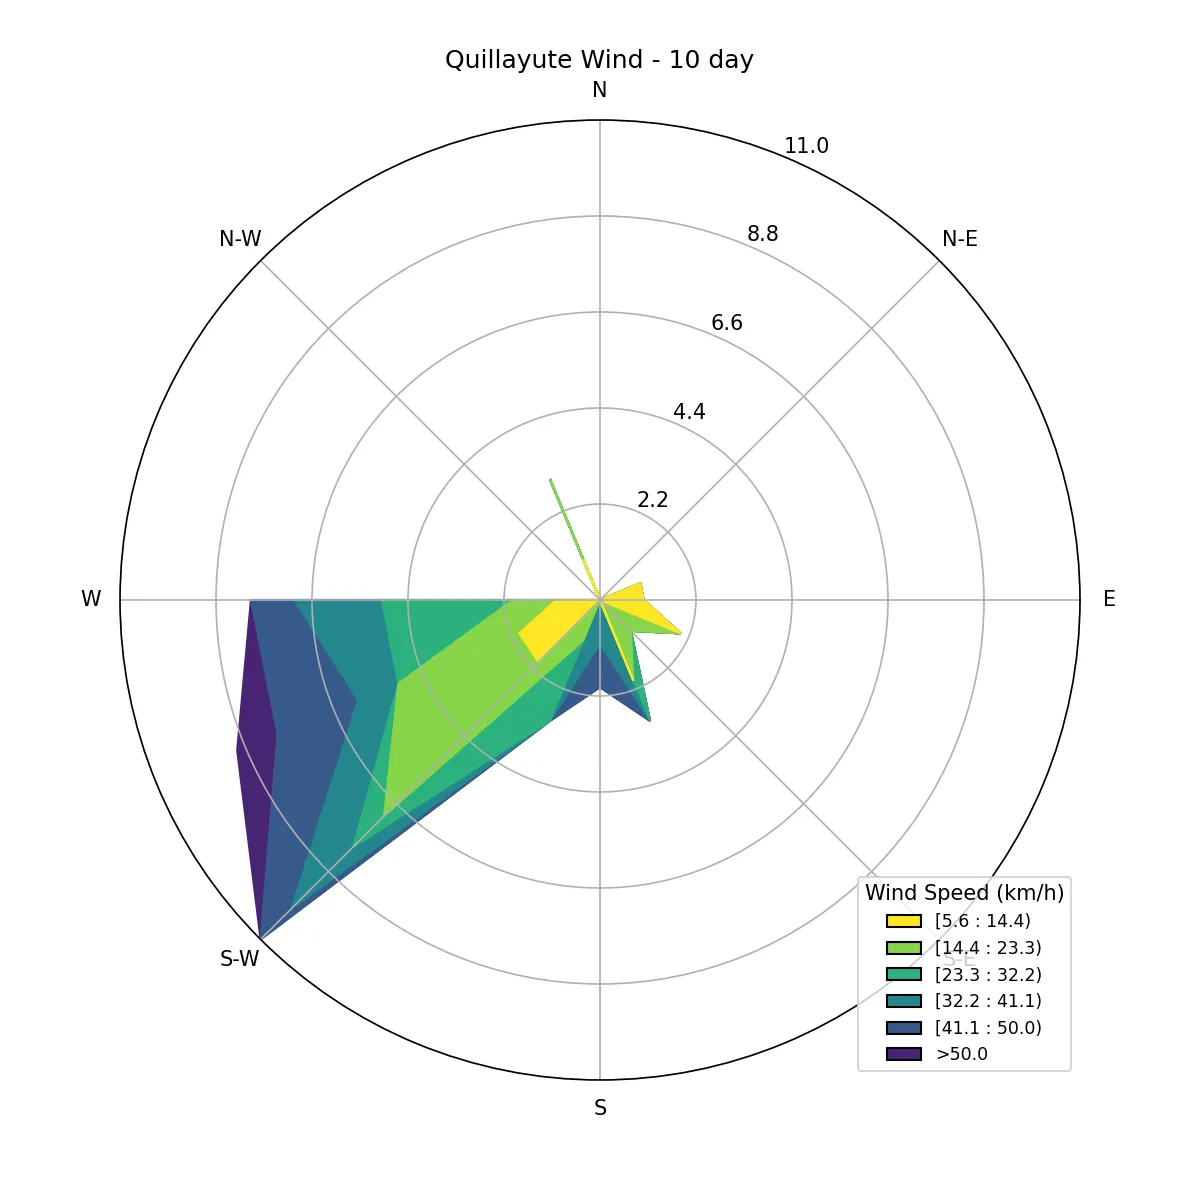 Quillayute Wind - 10 day
N
11.0
N-W
8.8
N-E
6.6
4.4
2.2
W
E
S-W
S-E
Wind Speed (km/h)
[5.6 : 14.4)
[14.4 : 23.3)
[23.3 : 32.2)
[32.2 : 41.1)
[41.1 : 50.0)
>50.0
S